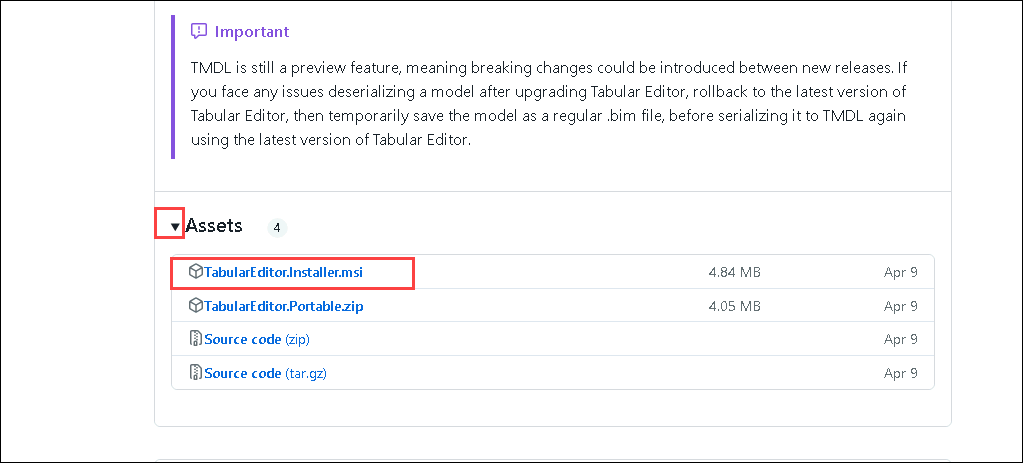 Important
TMDL is still a preview feature, meaning breaking changes could be introduced between new releases. If
you face any issues deserializing a model after upgrading Tabular Editor, rollback to the latest version of
Tabular Editor, then temporarily save the model as a regular .bim file, before serializing it to TMDL again
using the latest version of Tabular Editor.
Assets 4
TabularEditor.Installer.msi 4.84 MB Apr 9
TabularEditor.Portable.zip 4.05 MB Apr 9
Source code (zip) Apr 9
Source code (tar.gz) Apr 9